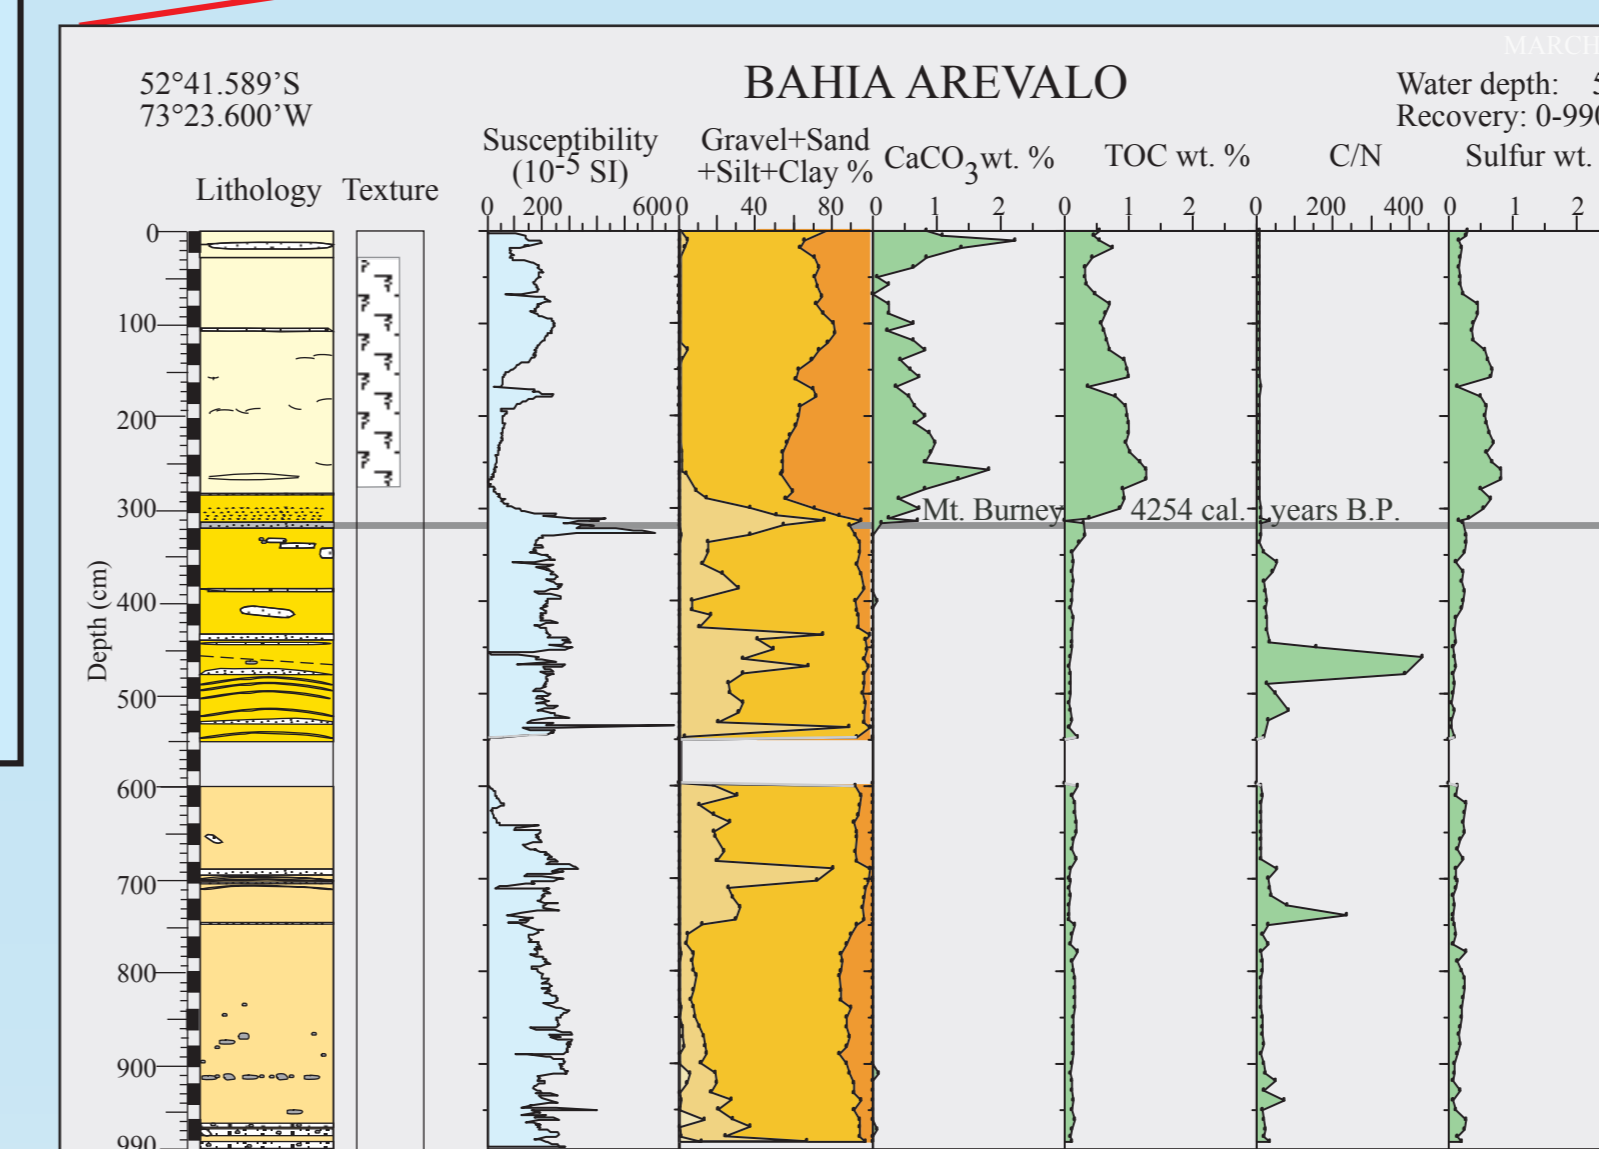 MARCH
52°41.589’S
73°23.600’W
BAHIA AREVALO
Water depth: 5
Recovery: 0-990
Lithology
Texture
Susceptibility
(10-5 SI)
Gravel+Sand
+Silt+Clay %
CaCO3wt. %
TOC wt. %
C/N
Sulfur wt.
0 200 600
0 40 80
0 1 2
0 1 2
0 200 400
0 1 2
Depth (cm)
0
100
200
300
400
500
600
700
800
900
990
Mt. Burney 4254 cal. years B.P.